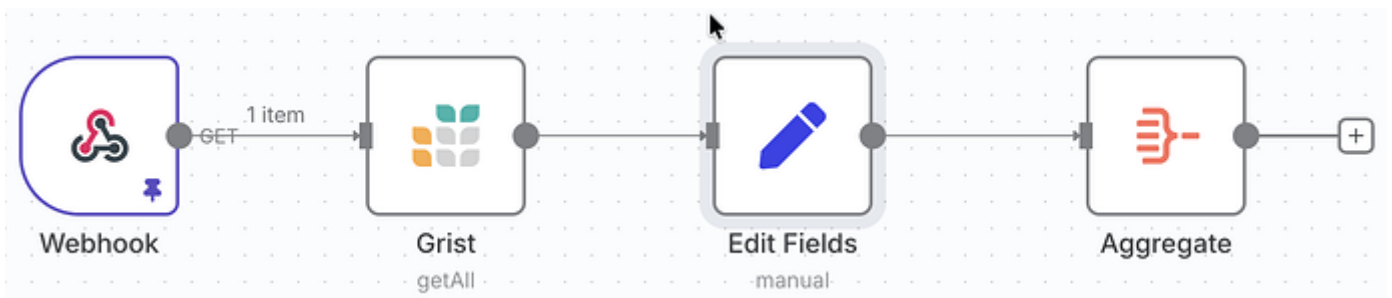 1 item
GET
Webhook
Grist
getAll
Edit Fields
manual
Aggregate